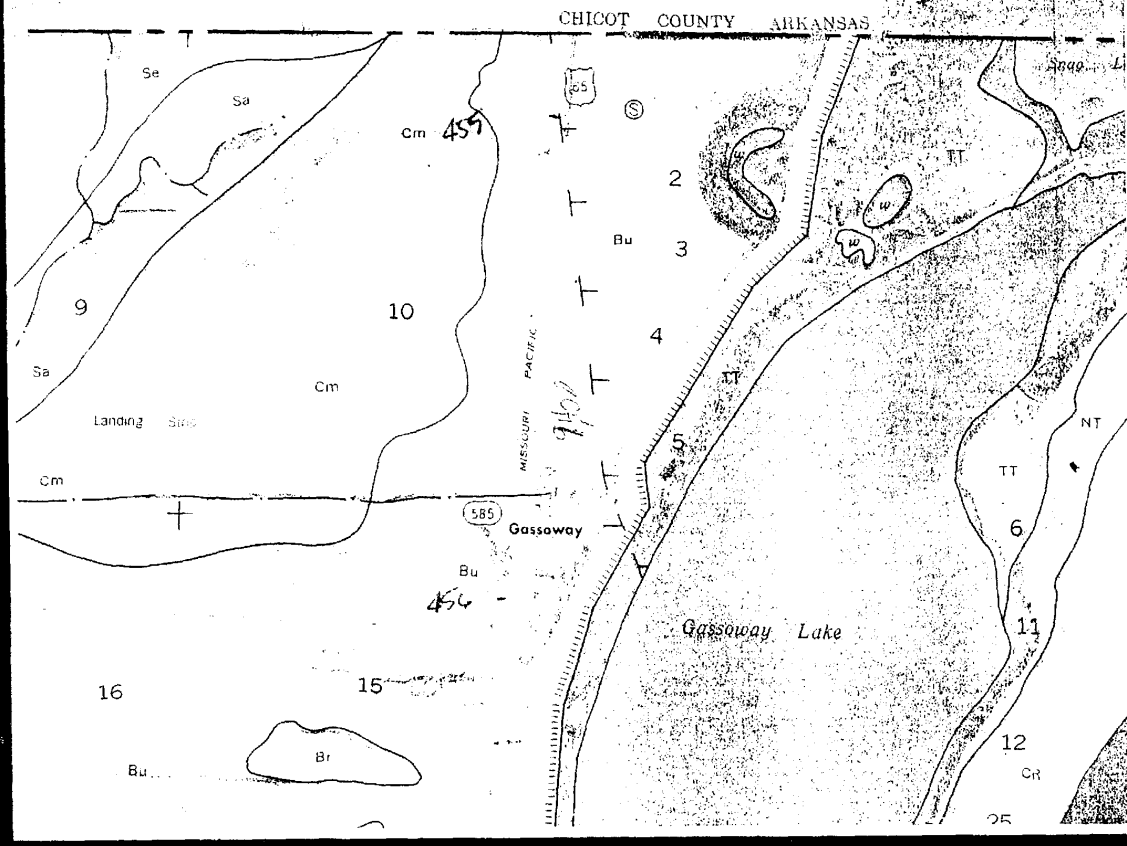 CHICOT COUNTY ARKANSAS
Se
Sa
65
S
Cm 455
TT
2
W
W
Bu
3
9
10
4
Sa
Cm
MISSOURI PACIFIC
TT
Landing
5
NT
TT
Cm
585
Gassoway
6
Bu
456
Gassoway Lake
11
16
15
12
Br
Bu
CR
25